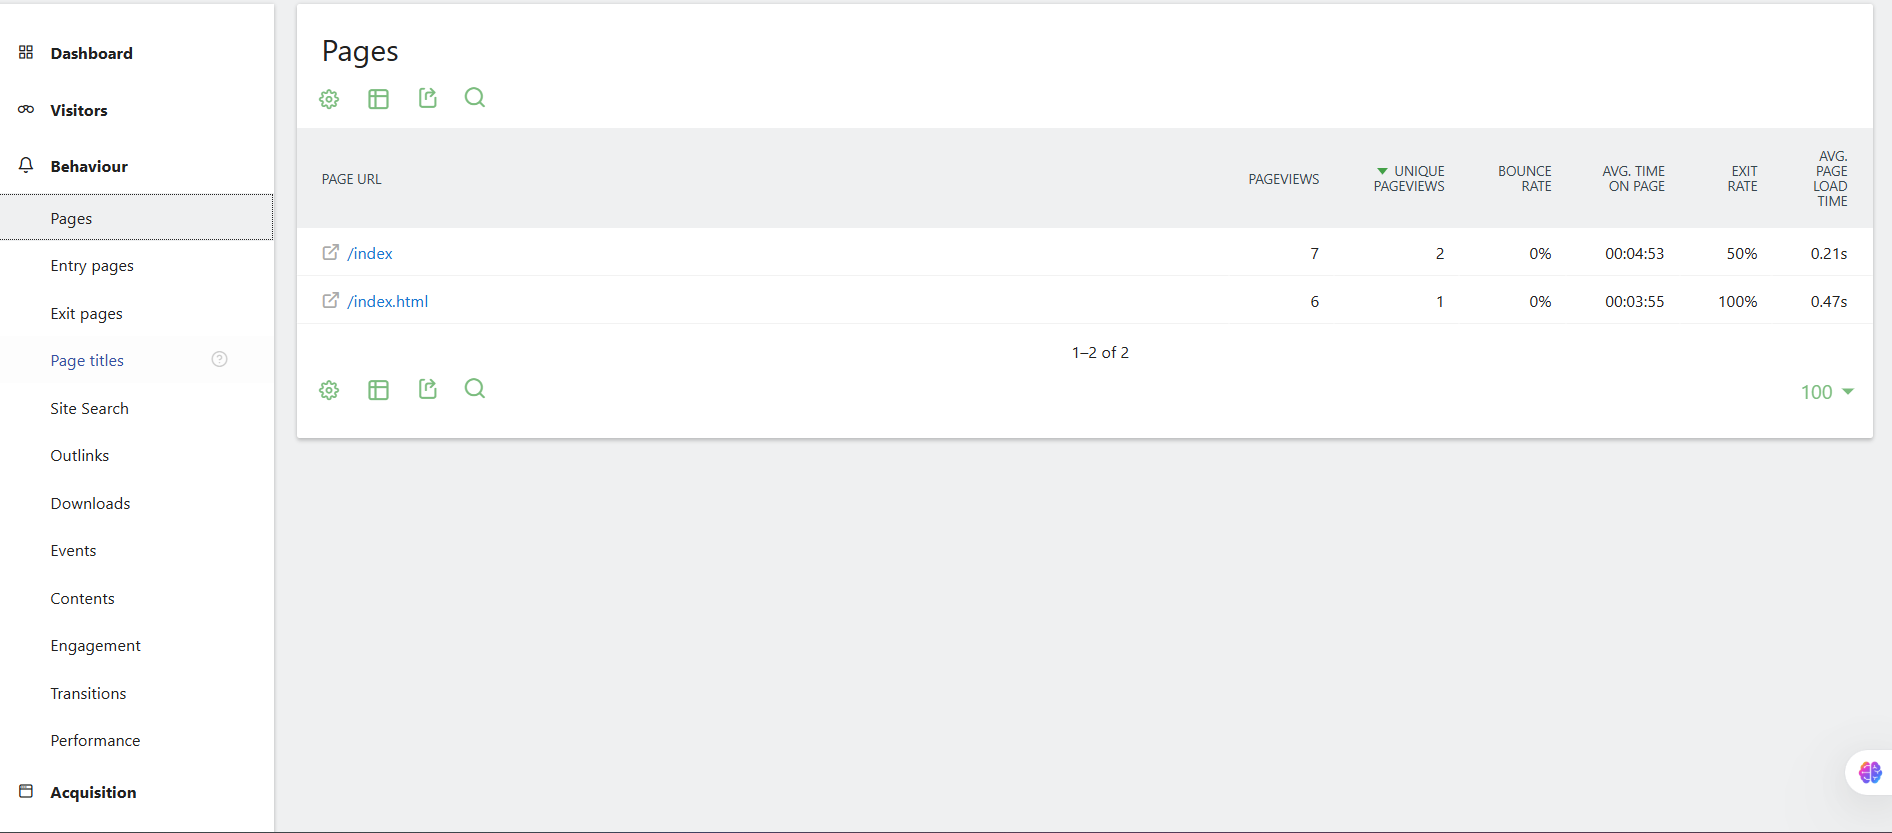 Dashboard
Visitors
Behaviour
Pages
Entry pages
Exit pages
Page titles
Site Search
Outlinks
Downloads
Events
Contents
Engagement
Transitions
Performance
Acquisition
Pages
PAGE URL PAGEVIEWS UNIQUE PAGEVIEWS BOUNCE RATE AVG. TIME ON PAGE EXIT RATE AVG. PAGE LOAD TIME
/index 7 2 0% 00:04:53 50% 0.21s
/index.html 6 1 0% 00:03:55 100% 0.47s
1–2 of 2
100